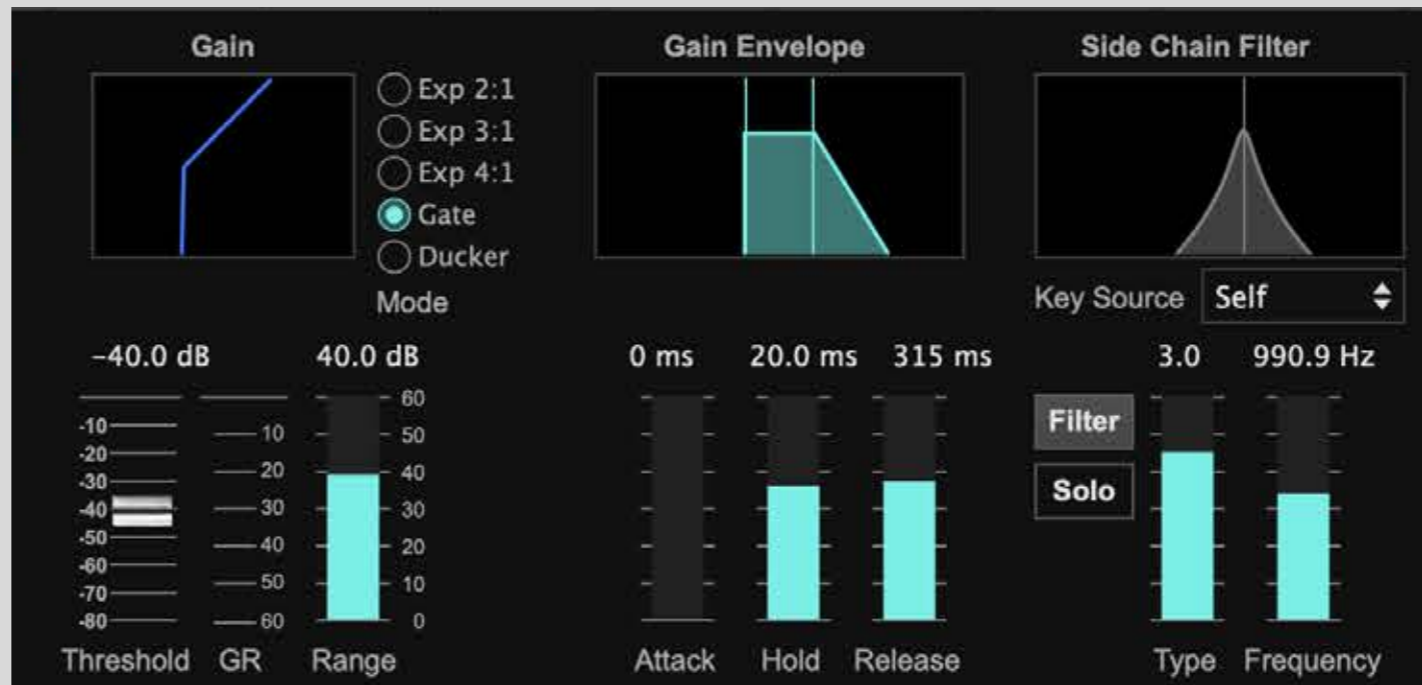 Gain
Gain Envelope
Side Chain Filter
Exp 2:1
Exp 3:1
Exp 4:1
Gate
Ducker
Mode
Key Source Self
-40.0 dB 40.0 dB 0 ms 20.0 ms 315 ms 3.0 990.9 Hz
-10
-20
-30
-40
-50
-60
-70
-80
10
20
30
40
50
60
60
50
40
30
20
10
0
Filter
Solo
Threshold GR Range Attack Hold Release Type Frequency